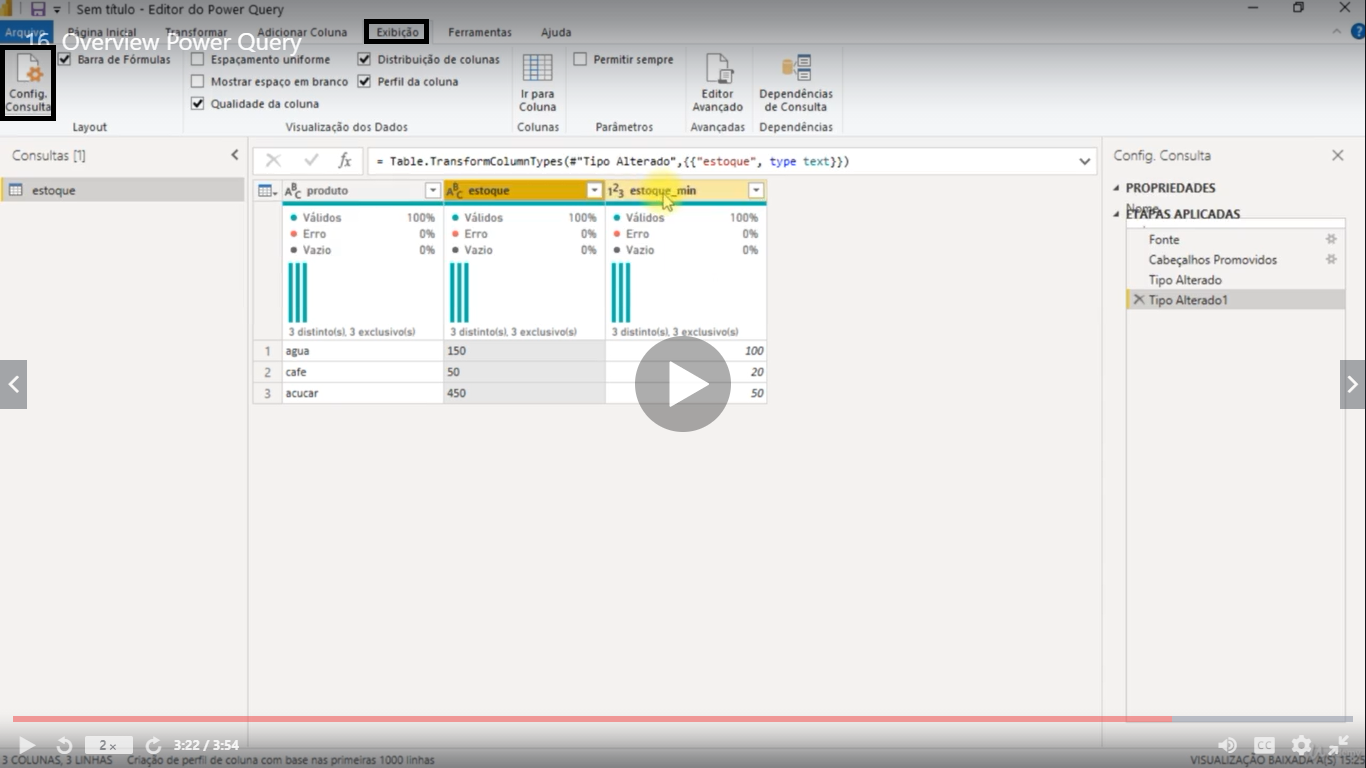 Sem título - Editor do Power Query
Arquivo Página Inicial Transformar Adicionar Coluna Exibição Ferramentas Ajuda
16. Overview Power Query
Config. Consulta
Barra de Fórmulas
Layout
Espaçamento uniforme
Mostrar espaço em branco
Qualidade da coluna
Distribuição de colunas
Perfil da coluna
Visualização dos Dados
Ir para Coluna
Colunas
Permitir sempre
Parâmetros
Editor Avançado
Avançadas
Dependências de Consulta
Dependências
Consultas [1]
estoque
fx = Table.TransformColumnTypes(#"Tipo Alterado",{{"estoque", type text}})
ABC produto ABC estoque 123 estoque_min
Válidos 100% Válidos 100% Válidos 100%
Erro 0% Erro 0% Erro 0%
Vazio 0% Vazio 0% Vazio 0%
3 distinto(s), 3 exclusivo(s) 3 distinto(s), 3 exclusivo(s) 3 distinto(s), 3 exclusivo(s)
1 agua 150 100
2 cafe 50 20
3 acucar 450 50
Config. Consulta
PROPRIEDADES
Nome
ETAPAS APLICADAS
Fonte
Cabeçalhos Promovidos
Tipo Alterado
Tipo Alterado1
2x 3:22 / 3:54 CC
3 COLUNAS, 3 LINHAS Criação de perfil de coluna com base nas primeiras 1000 linhas VISUALIZAÇÃO BAIXADA À(S) 15:25